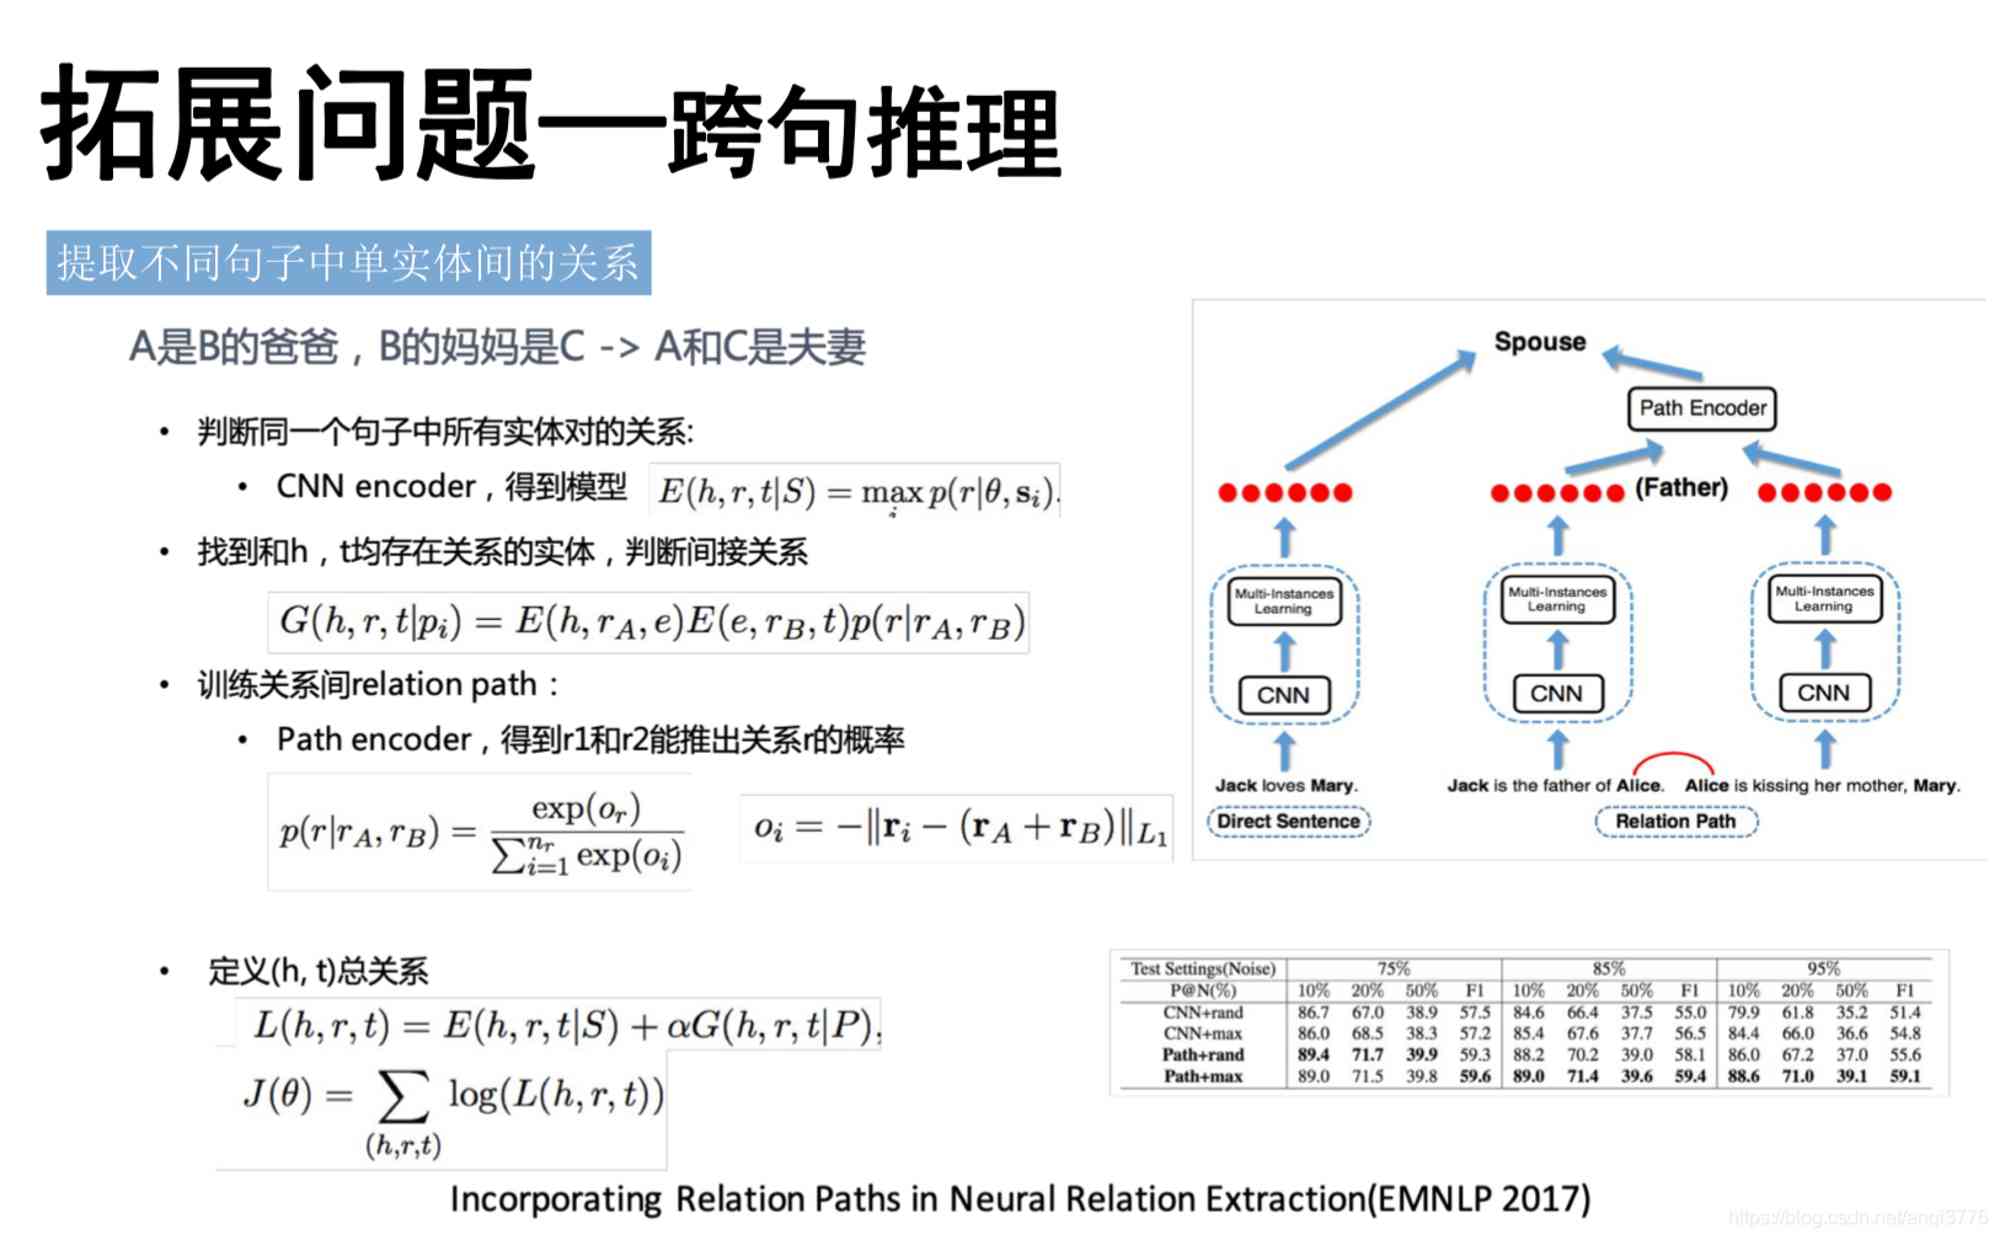 拓展问题—跨句推理
提取不同句子中单实体间的关系
A是B的爸爸，B的妈妈是C -> A和C是夫妻
• 判断同一个句子中所有实体对的关系:
• CNN encoder，得到模型 E(h, r, t|S) = max_i p(r|θ, s_i).
• 找到和h，t均存在关系的实体，判断间接关系
G(h, r, t|p_i) = E(h, r_A, e)E(e, r_B, t)p(r|r_A, r_B)
• 训练关系间relation path：
• Path encoder，得到r1和r2能推出关系r的概率
p(r|r_A, r_B) = exp(o_r) / ∑_{i=1}^{n_r} exp(o_i)
o_i = −‖r_i − (r_A + r_B)‖_{L_1}
• 定义(h, t)总关系
L(h, r, t) = E(h, r, t|S) + αG(h, r, t|P),
J(θ) = ∑_{(h,r,t)} log(L(h, r, t))
Spouse
Path Encoder
(Father)
Multi-Instances Learning
Multi-Instances Learning
Multi-Instances Learning
CNN
CNN
CNN
Jack loves Mary.
Jack is the father of Alice. Alice is kissing her mother, Mary.
Direct Sentence
Relation Path
Test Settings(Noise) 75% 85% 95%
P@N(%) 10% 20% 50% F1 10% 20% 50% F1 10% 20% 50% F1
CNN+rand 86.7 67.0 38.9 57.5 84.6 66.4 37.5 55.0 79.9 61.8 35.2 51.4
CNN+max 86.0 68.5 38.3 57.2 85.4 67.6 37.7 56.5 84.4 66.0 36.6 54.8
Path+rand 89.4 71.7 39.9 59.3 88.2 70.2 39.0 58.1 86.0 67.2 37.0 55.6
Path+max 89.0 71.5 39.8 59.6 89.0 71.4 39.6 59.4 88.6 71.0 39.1 59.1
Incorporating Relation Paths in Neural Relation Extraction(EMNLP 2017)
https://blog.csdn.net/anqi3776